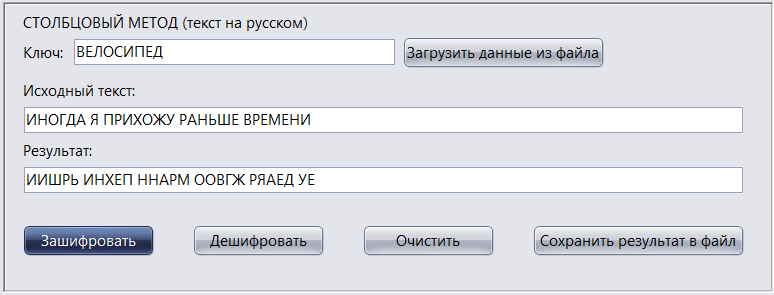 СТОЛБЦОВЫЙ МЕТОД (текст на русском)
Ключ: ВЕЛОСИПЕД Загрузить данные из файла
Исходный текст:
ИНОГДА Я ПРИХОЖУ РАНЬШЕ ВРЕМЕНИ
Результат:
ИИШРЬ ИНХЕП ННАРМ ООВГЖ РЯАЕД УЕ
Зашифровать Дешифровать Очистить Сохранить результат в файл